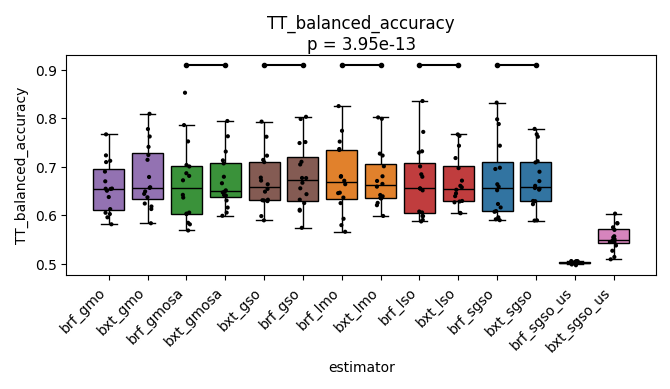 TT_balanced_accuracy
p = 3.95e-13
TT_balanced_accuracy
0.9
0.8
0.7
0.6
0.5
brf_gmo
bxt_gmo
brf_gmosa
bxt_gmosa
bxt_gso
brf_gso
brf_lmo
bxt_lmo
brf_lso
bxt_lso
brf_sgso
bxt_sgso
brf_sgso_us
bxt_sgso_us
estimator